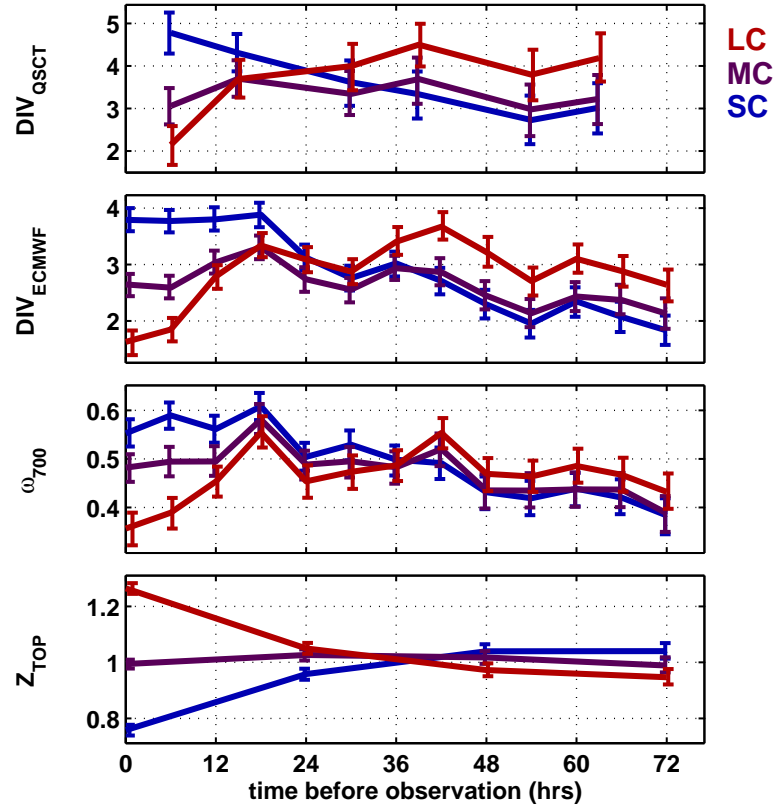 5
4
3
2
DIV_QSCT
LC
MC
SC
4
3
2
DIV_ECMWF
0.6
0.5
0.4
ω_700
1.2
1
0.8
Z_TOP
0 12 24 36 48 60 72
time before observation (hrs)